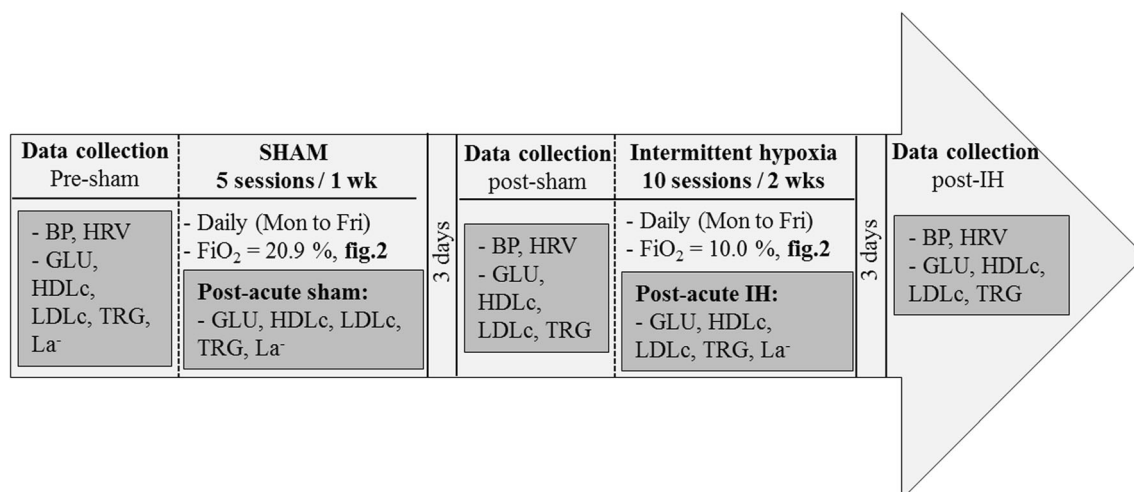 Data collection
Pre-sham
- BP, HRV
- GLU,
HDLc,
LDLc, TRG,
La⁻
SHAM
5 sessions / 1 wk
- Daily (Mon to Fri)
- FiO₂ = 20.9 %, fig.2
Post-acute sham:
- GLU, HDLc, LDLc,
TRG, La⁻
3 days
Data collection
post-sham
- BP, HRV
- GLU,
HDLc,
LDLc, TRG
Intermittent hypoxia
10 sessions / 2 wks
- Daily (Mon to Fri)
- FiO₂ = 10.0 %, fig.2
Post-acute IH:
- GLU, HDLc,
LDLc, TRG, La⁻
3 days
Data collection
post-IH
- BP, HRV
- GLU, HDLc,
LDLc, TRG